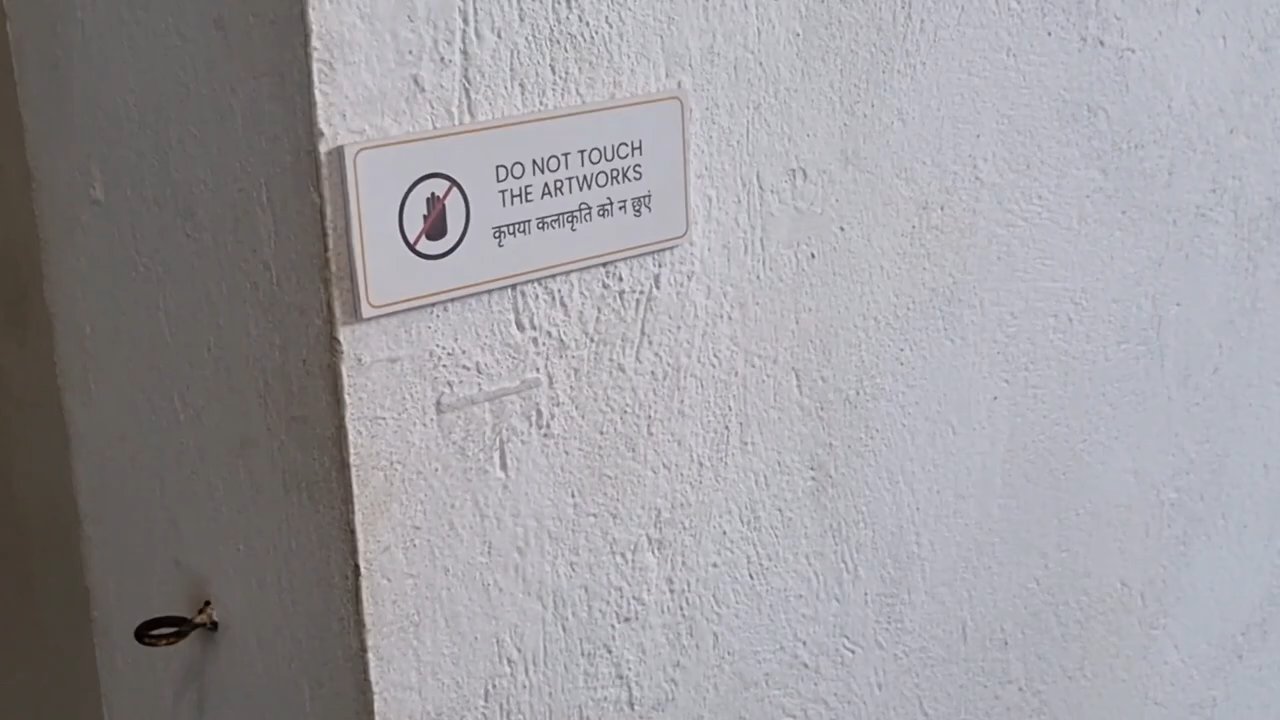 DO NOT TOUCH
THE ARTWORKS
कृपया कलाकृति को न छुएं